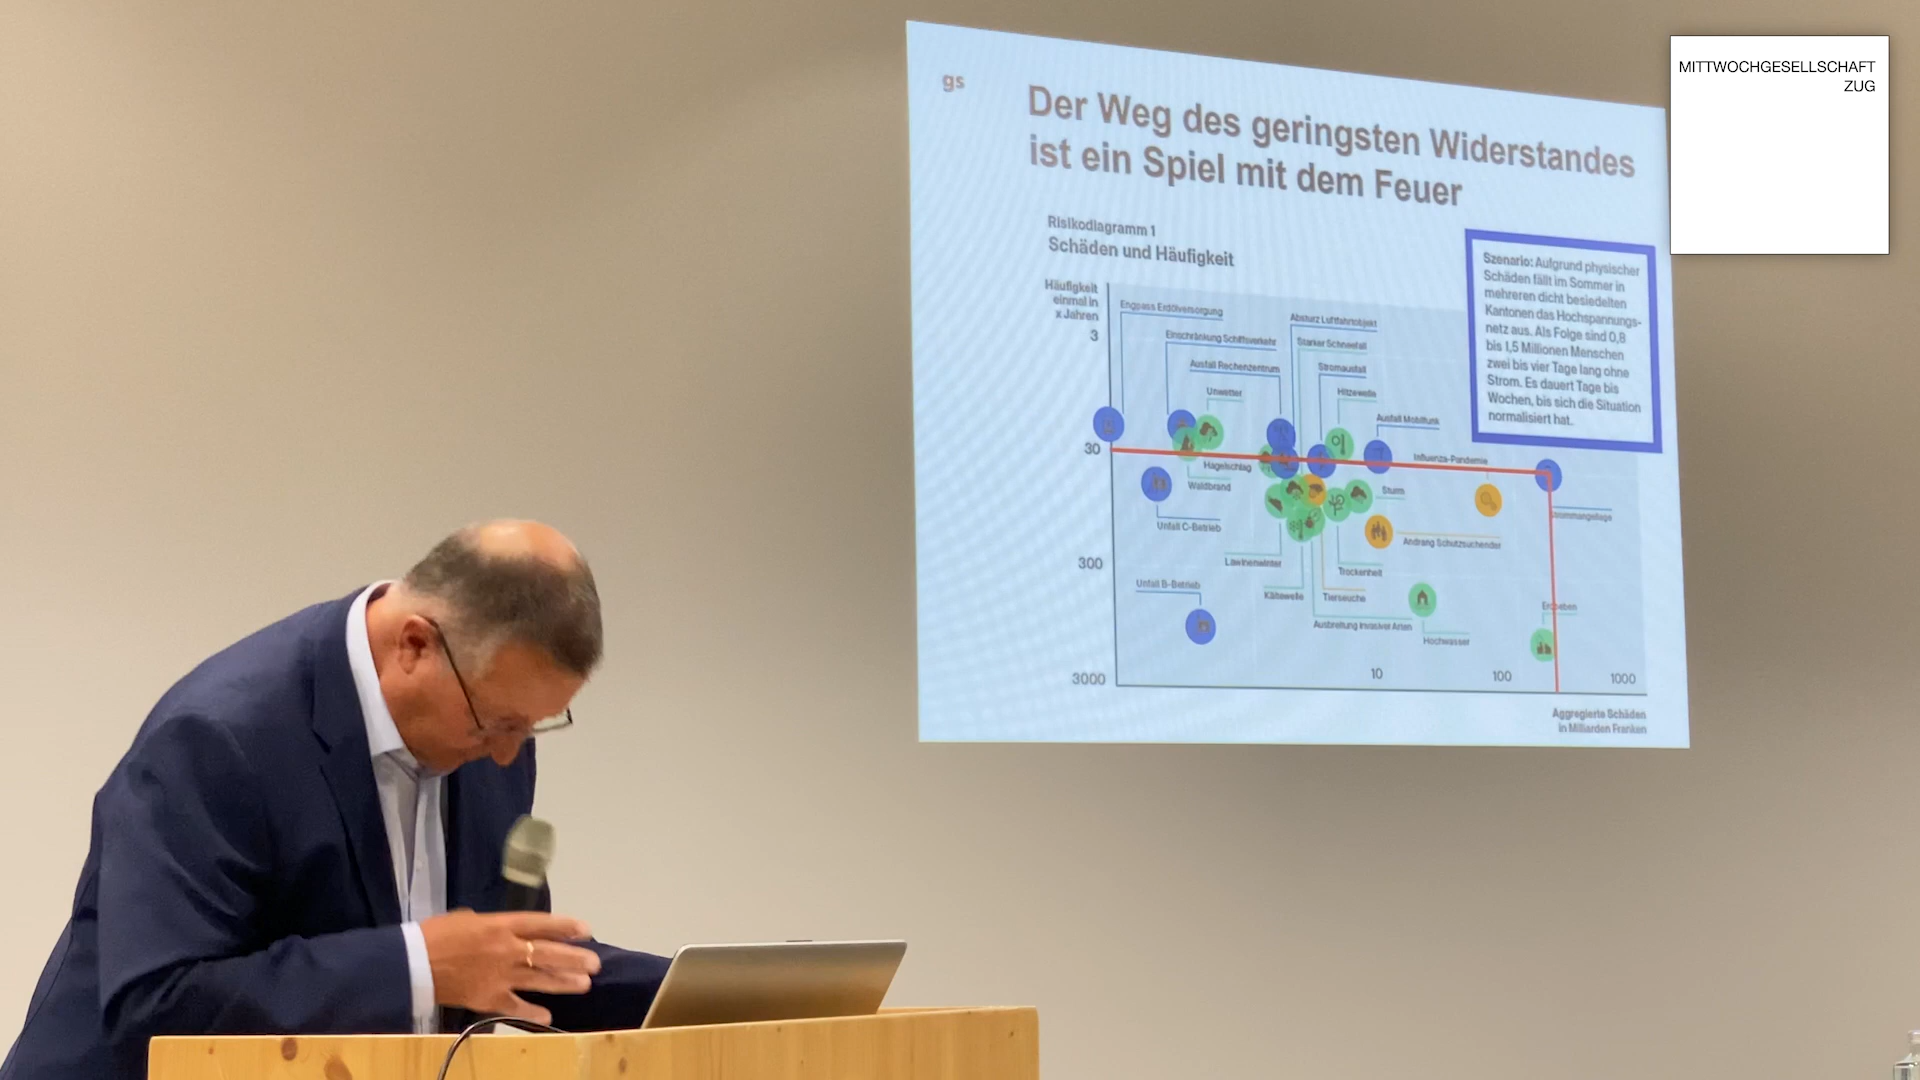 MITTWOCHGESELLSCHAFT
ZUG
gs
Der Weg des geringsten Widerstandes
ist ein Spiel mit dem Feuer
Risikodiagramm 1
Schäden und Häufigkeit
Häufigkeit
einmal in
x Jahren
3
30
300
3000
Engpass Erdölversorgung
Einschränkung Schiffsverkehr
Ausfall Rechenzentrum
Unwetter
Absturz Luftfahrtobjekt
Starker Schneefall
Stromausfall
Hitzewelle
Ausfall Mobilfunk
Influenza-Pandemie
Hagelschlag
Waldbrand
Sturm
Strommangellage
Unfall C-Betrieb
Andrang Schutzsuchender
Lawinenwinter
Trockenheit
Unfall B-Betrieb
Kältewelle
Tierseuche
Erdbeben
Ausbreitung invasiver Arten
Hochwasser
10
100
1000
Aggregierte Schäden
in Milliarden Franken
Szenario: Aufgrund physischer
Schäden fällt im Sommer in
mehreren dicht besiedelten
Kantonen das Hochspannungs-
netz aus. Als Folge sind 0,8
bis 1,5 Millionen Menschen
zwei bis vier Tage lang ohne
Strom. Es dauert Tage bis
Wochen, bis sich die Situation
normalisiert hat.